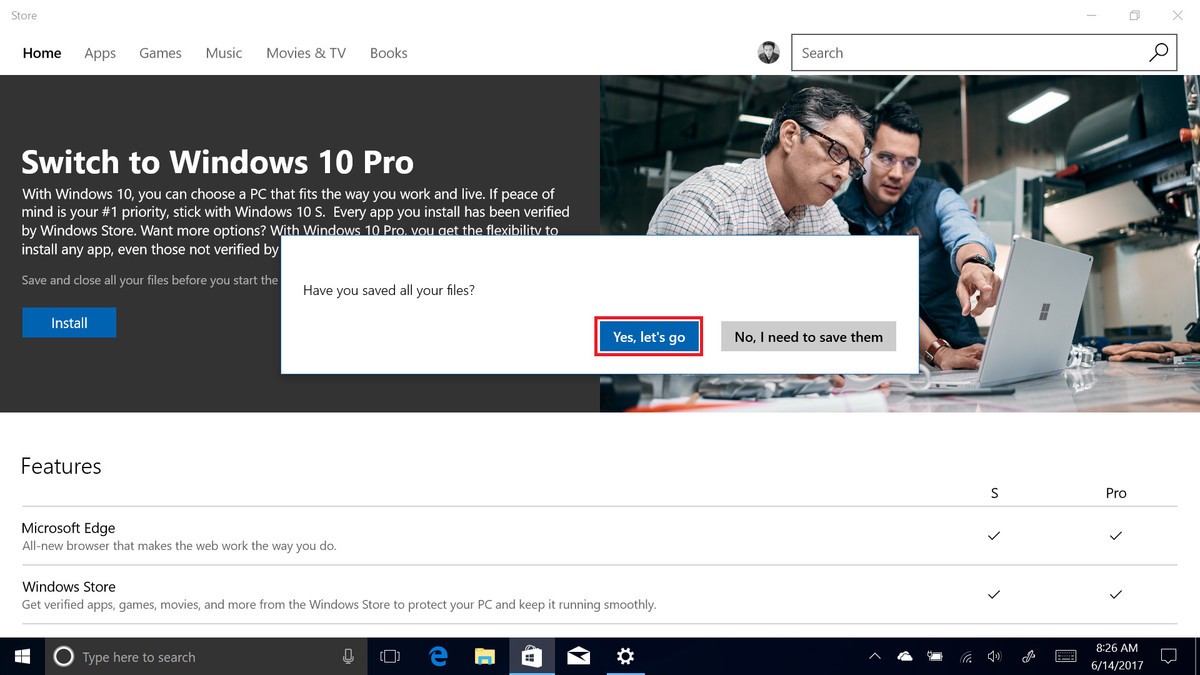 Store
Home Apps Games Music Movies & TV Books
Search
Switch to Windows 10 Pro
With Windows 10, you can choose a PC that fits the way you work and live. If peace of
mind is your #1 priority, stick with Windows 10 S. Every app you install has been verified
by Windows Store. Want more options? With Windows 10 Pro, you get the flexibility to
install any app, even those not verified by
Save and close all your files before you start the
Install
Have you saved all your files?
Yes, let's go
No, I need to save them
Features
S Pro
Microsoft Edge
All-new browser that makes the web work the way you do.
Windows Store
Get verified apps, games, movies, and more from the Windows Store to protect your PC and keep it running smoothly.
Type here to search
8:26 AM
6/14/2017